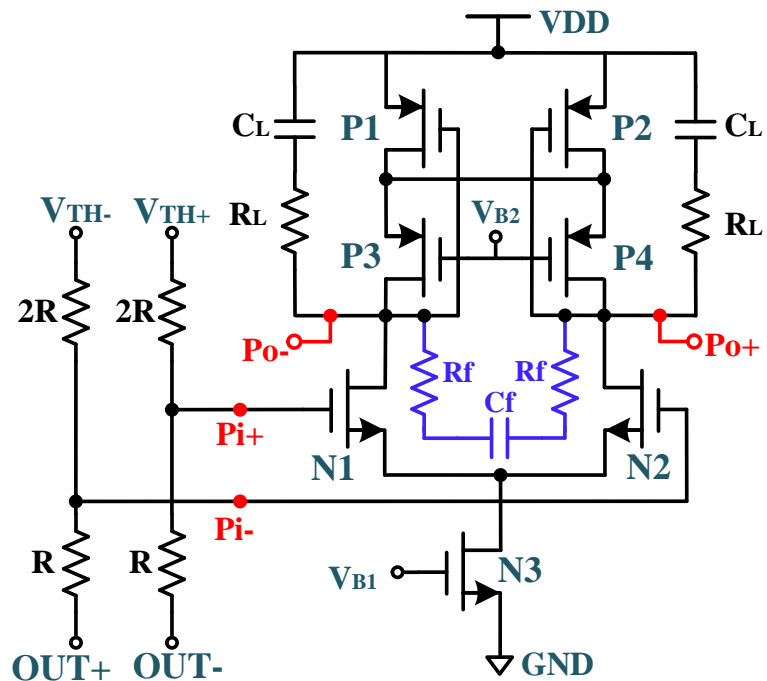 VDD
CL
P1
P2
CL
VTH-
VTH+
RL
VB2
RL
P3
P4
2R
2R
Po-
Po+
Rf
Rf
Cf
Pi+
N1
N2
Pi-
R
R
VB1
N3
OUT+
OUT-
GND